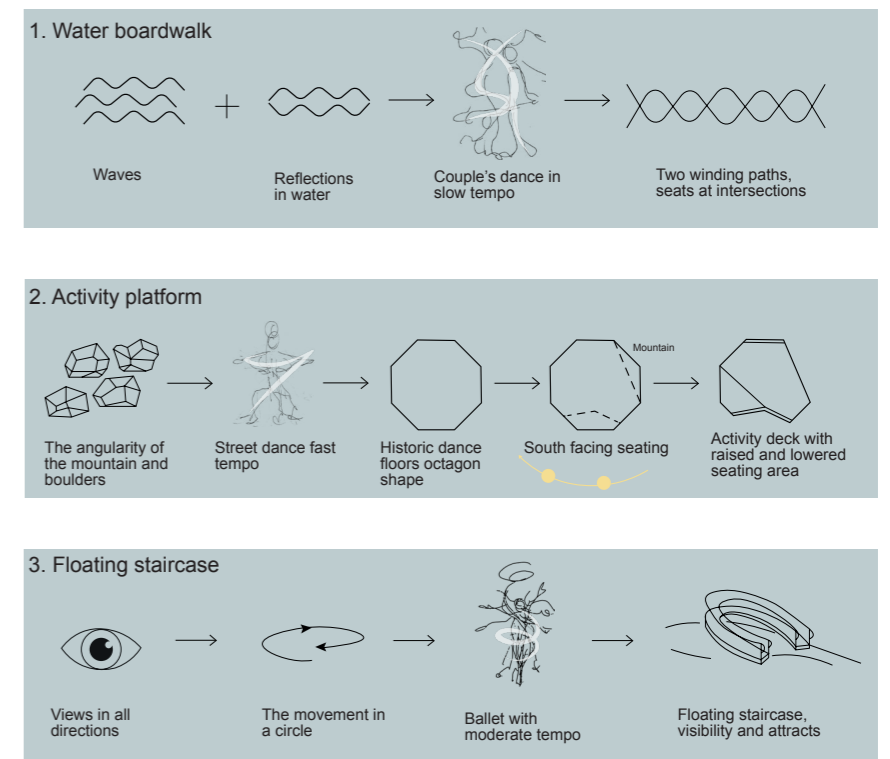 1. Water boardwalk
Waves
Reflections
in water
Couple's dance in
slow tempo
Two winding paths,
seats at intersections
2. Activity platform
Mountain
The angularity of
the mountain and
boulders
Street dance fast
tempo
Historic dance
floors octagon
shape
South facing seating
Activity deck with
raised and lowered
seating area
3. Floating staircase
Views in all
directions
The movement in
a circle
Ballet with
moderate tempo
Floating staircase,
visibility and attracts